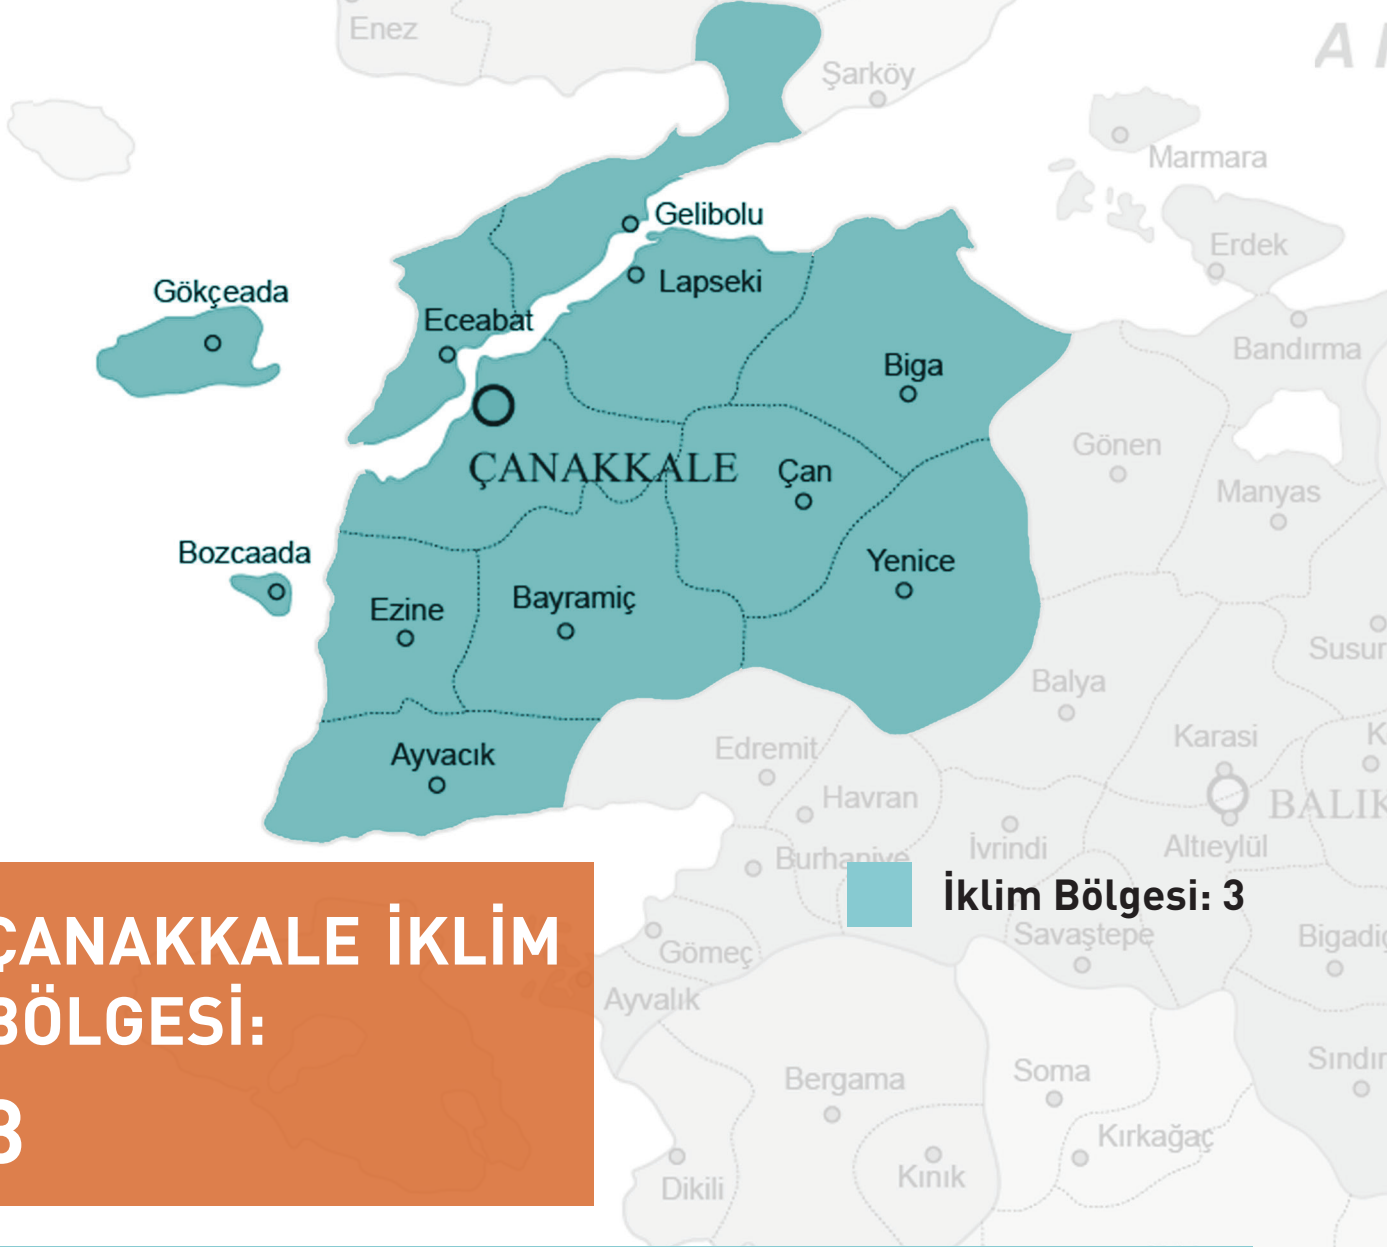 Enez
Şarköy
Marmara
Gelibolu
Erdek
Lapseki
Gökçeada
Eceabat
Bandırma
Biga
Gönen
ÇANAKKALE
Çan
Manyas
Bozcaada
Yenice
Ezine
Bayramiç
Balya
Karasi
Edremit
Ayvacık
Havran
İvrindi
Altıeylül
Burhaniye
İklim Bölgesi: 3
Savaştepe
Gömeç
Ayvalık
ÇANAKKALE İKLİM
BÖLGESİ:
3
Bergama
Soma
Kırkağaç
Kınık
Dikili